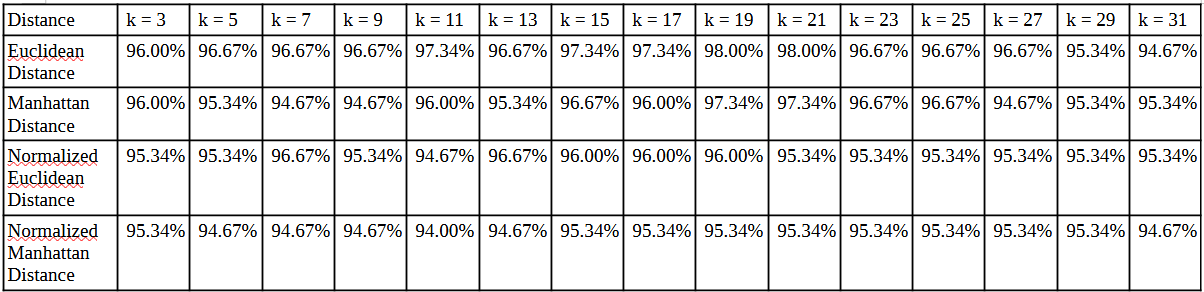 Distance k = 3 k = 5 k = 7 k = 9 k = 11 k = 13 k = 15 k = 17 k = 19 k = 21 k = 23 k = 25 k = 27 k = 29 k = 31
Euclidean 96.00% 96.67% 96.67% 96.67% 97.34% 96.67% 97.34% 97.34% 98.00% 98.00% 96.67% 96.67% 96.67% 95.34% 94.67%
Distance
Manhattan 96.00% 95.34% 94.67% 94.67% 96.00% 95.34% 96.67% 96.00% 97.34% 97.34% 96.67% 96.67% 94.67% 95.34% 95.34%
Distance
Normalized 95.34% 95.34% 96.67% 95.34% 94.67% 96.67% 96.00% 96.00% 96.00% 95.34% 95.34% 95.34% 95.34% 95.34% 95.34%
Euclidean
Distance
Normalized 95.34% 94.67% 94.67% 94.67% 94.00% 94.67% 95.34% 95.34% 95.34% 95.34% 95.34% 95.34% 95.34% 95.34% 94.67%
Manhattan
Distance